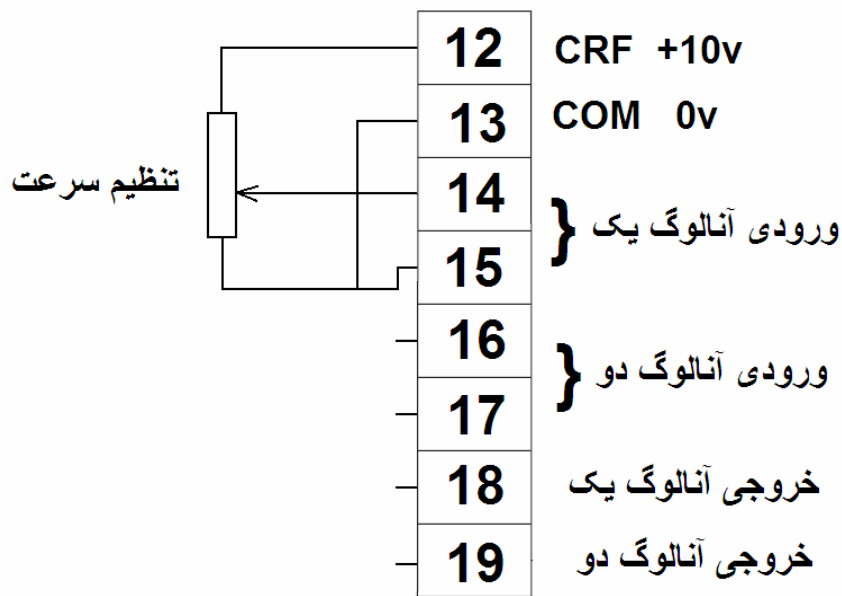 12 CRF +10v
13 COM 0v
تنظیم سرعت
14
ورودی آنالوگ یک
15
16
ورودی آنالوگ دو
17
18 خروجی آنالوگ یک
19 خروجی آنالوگ دو